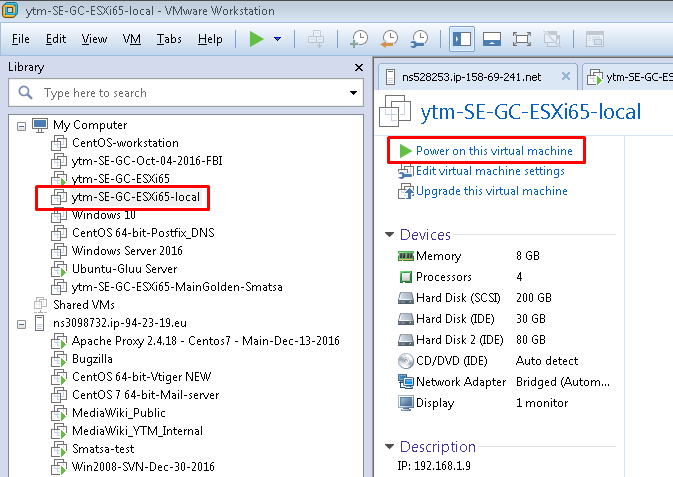 ytm-SE-GC-ESXi65-local - VMware Workstation
File Edit View VM Tabs Help
Library
Type here to search
My Computer
CentOS-workstation
ytm-SE-GC-Oct-04-2016-FBI
ytm-SE-GC-ESXi65
ytm-SE-GC-ESXi65-local
Windows 10
CentOS 64-bit-Postfix_DNS
Windows Server 2016
Ubuntu-Gluu Server
ytm-SE-GC-ESXi65-MainGolden-Smatsa
Shared VMs
ns3098732.ip-94-23-19.eu
Apache Proxy 2.4.18 - Centos7 - Main-Dec-13-2016
Bugzilla
CentOS 64-bit-Vtiger NEW
CentOS 7 64-bit-Mail-server
MediaWiki_Public
MediaWiki_YTM_Internal
Smatsa-test
Win2008-SVN-Dec-30-2016
ns528253.ip-158-69-241.net
ytm-SE-GC-ES
ytm-SE-GC-ESXi65-local
Power on this virtual machine
Edit virtual machine settings
Upgrade this virtual machine
Devices
Memory 8 GB
Processors 4
Hard Disk (SCSI) 200 GB
Hard Disk (IDE) 30 GB
Hard Disk 2 (IDE) 80 GB
CD/DVD (IDE) Auto detect
Network Adapter Bridged (Autom...
Display 1 monitor
Description
IP: 192.168.1.9